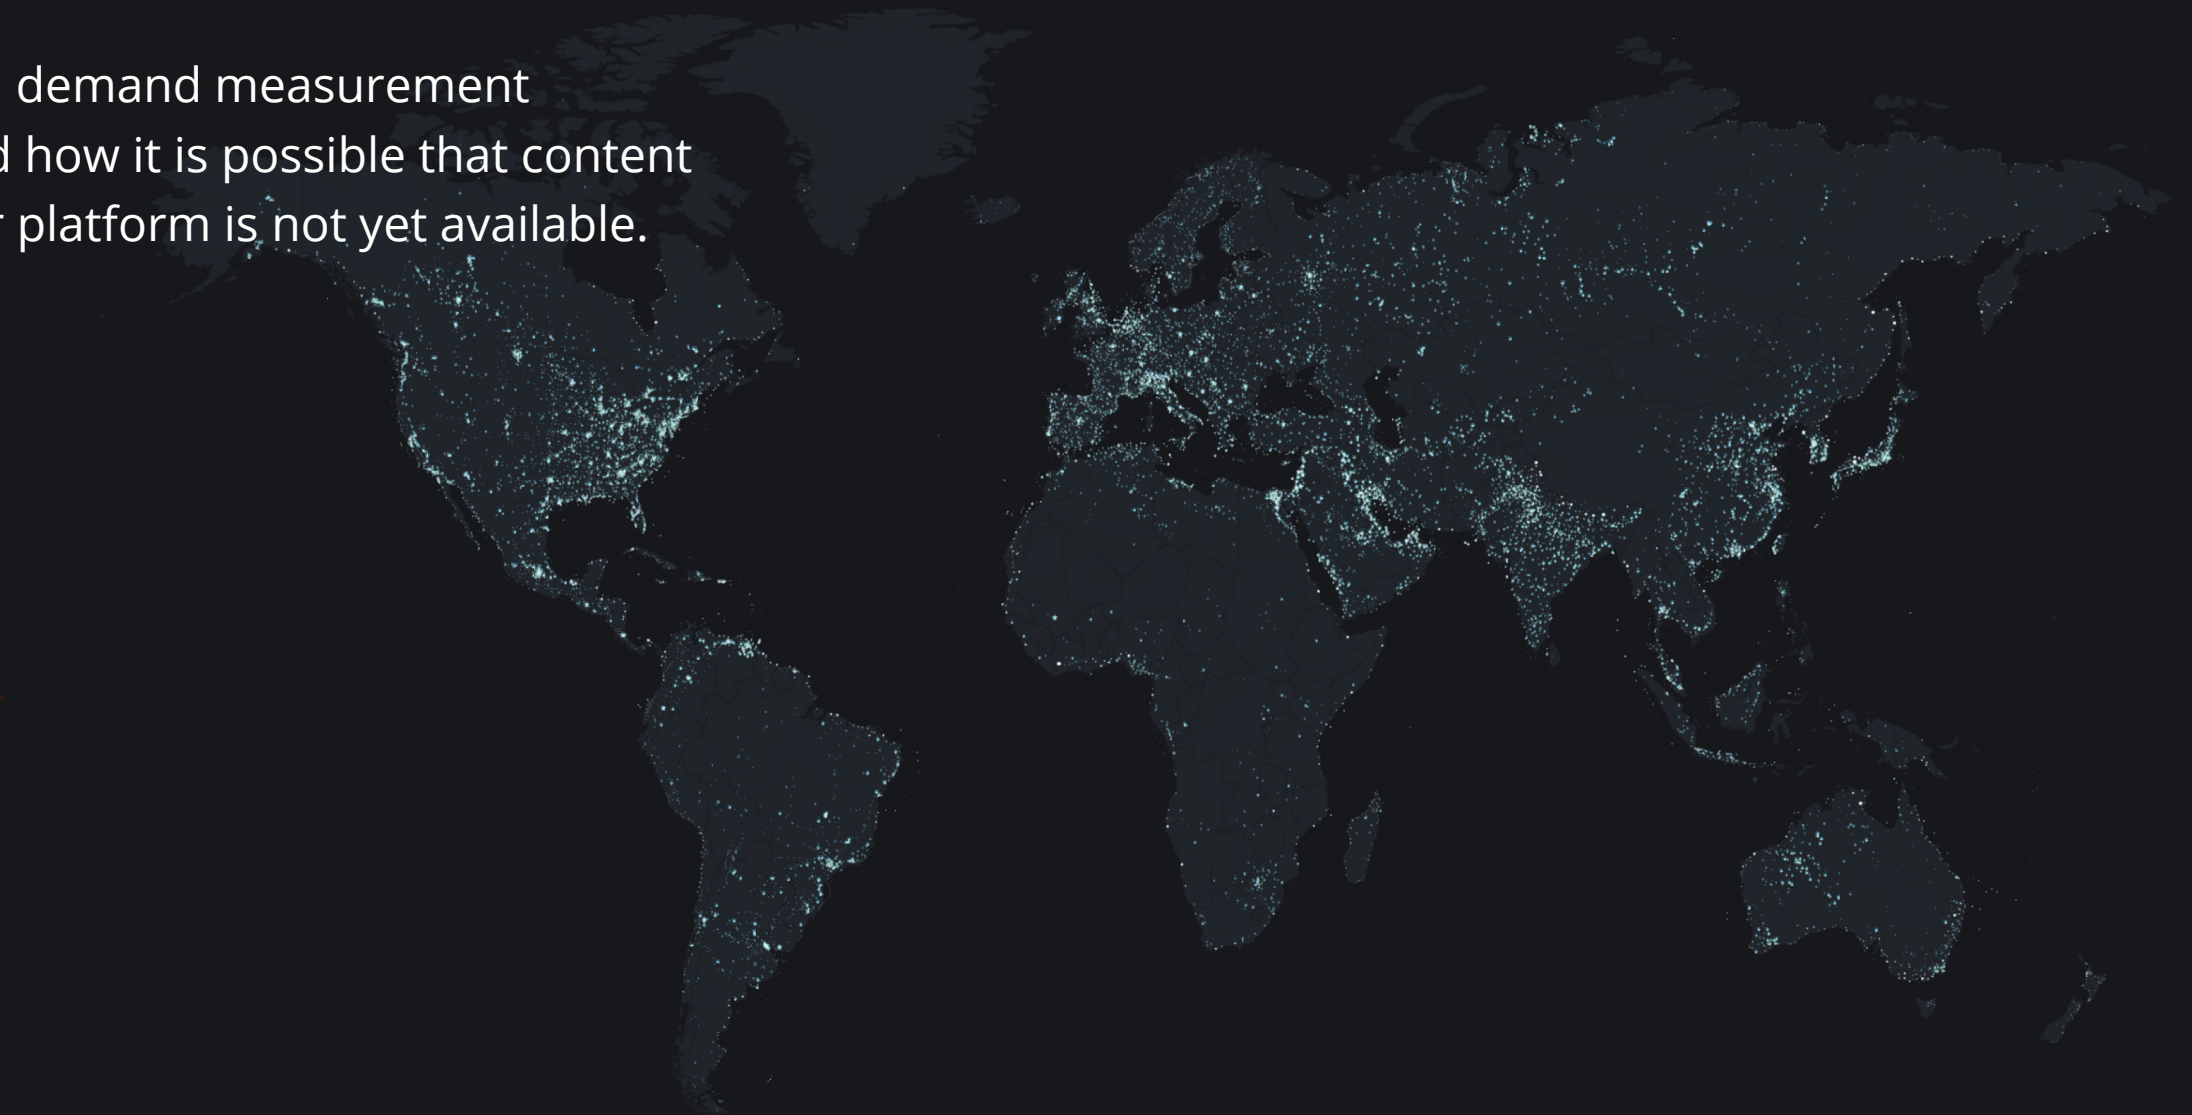 demand measurement
how it is possible that content
platform is not yet available.